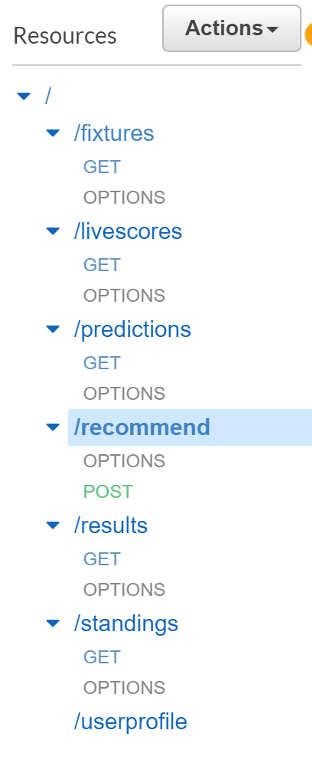 Resources
Actions
/
/fixtures
GET
OPTIONS
/livescores
GET
OPTIONS
/predictions
GET
OPTIONS
/recommend
OPTIONS
POST
/results
GET
OPTIONS
/standings
GET
OPTIONS
/userprofile